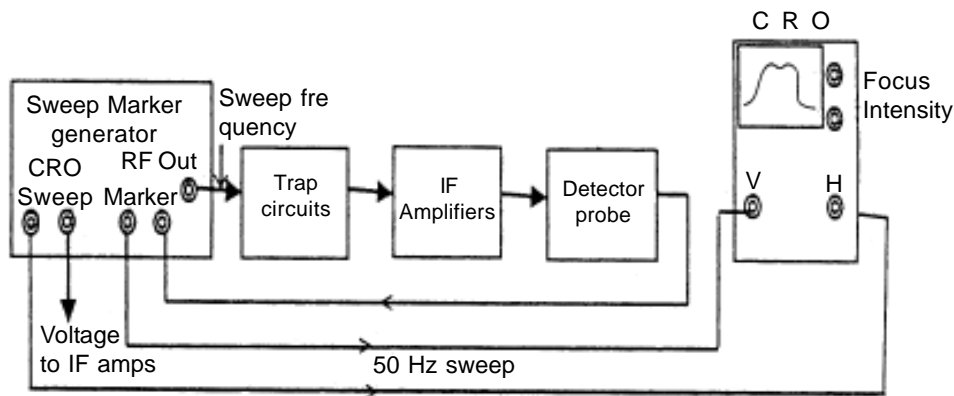 C R O
Sweep Marker
generator
CRO
Sweep
RF Out
Marker
Sweep fre
quency
Trap
circuits
IF
Amplifiers
Detector
probe
Focus
Intensity
V
H
Voltage
to IF amps
50 Hz sweep